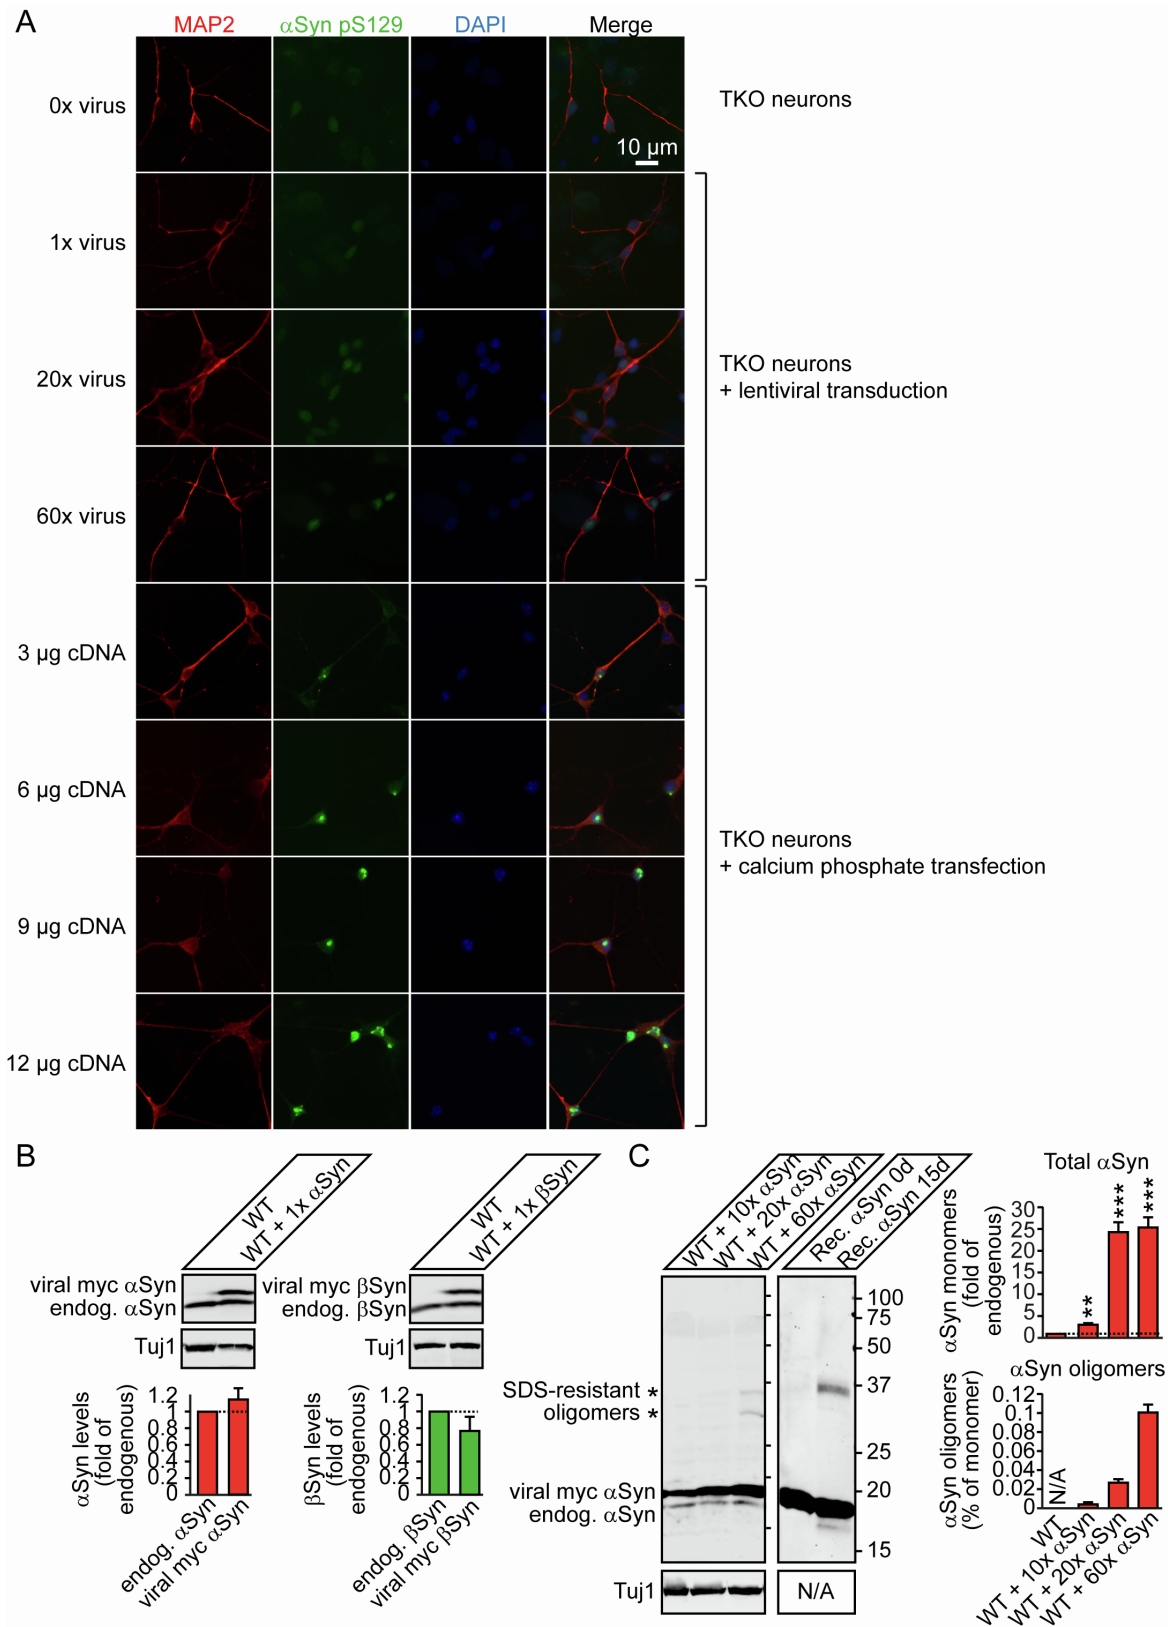 A
MAP2 αSyn pS129 DAPI Merge
0x virus
10 µm
TKO neurons
1x virus
20x virus
TKO neurons
+ lentiviral transduction
60x virus
3 µg cDNA
6 µg cDNA
TKO neurons
+ calcium phosphate transfection
9 µg cDNA
12 µg cDNA
B
WT
WT + 1x αSyn
viral myc αSyn
endog. αSyn
Tuj1
αSyn levels
(fold of
endogenous)
1.2
1
0.8
0.6
0.4
0.2
0
endog. αSyn
viral myc αSyn
WT
WT + 1x βSyn
viral myc βSyn
endog. βSyn
Tuj1
βSyn levels
(fold of
endogenous)
1.2
1
0.8
0.6
0.4
0.2
0
endog. βSyn
viral myc βSyn
C
WT + 10x αSyn
WT + 20x αSyn
WT + 60x αSyn
Rec. αSyn 0d
Rec. αSyn 15d
100
75
50
37
25
20
15
SDS-resistant *
oligomers *
viral myc αSyn
endog. αSyn
Tuj1
N/A
Total αSyn
αSyn monomers
(fold of
endogenous)
30
25
20
15
10
5
0
**
***
***
αSyn oligomers
αSyn oligomers
(% of monomer)
0.12
0.1
0.08
0.06
0.04
0.02
0
N/A
WT
WT + 10x αSyn
WT + 20x αSyn
WT + 60x αSyn